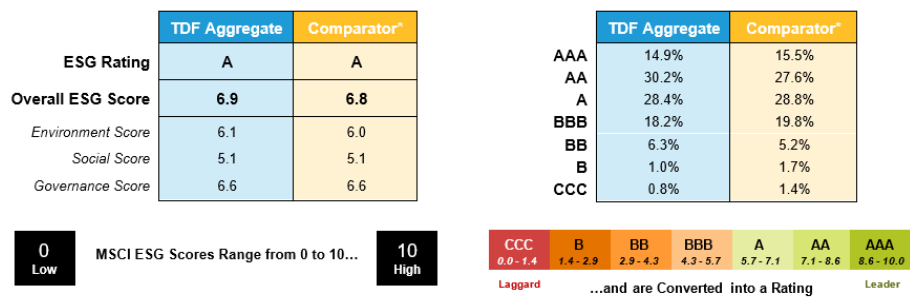 TDF Aggregate Comparator*
ESG Rating A A
Overall ESG Score 6.9 6.8
Environment Score 6.1 6.0
Social Score 5.1 5.1
Governance Score 6.6 6.6
TDF Aggregate Comparator*
AAA 14.9% 15.5%
AA 30.2% 27.6%
A 28.4% 28.8%
BBB 18.2% 19.8%
BB 6.3% 5.2%
B 1.0% 1.7%
CCC 0.8% 1.4%
0
Low
MSCI ESG Scores Range from 0 to 10…
10
High
CCC B BB BBB A AA AAA
0.0 - 1.4 1.4 - 2.9 2.9 - 4.3 4.3 - 5.7 5.7 - 7.1 7.1 - 8.6 8.6 - 10.0
Laggard …and are Converted into a Rating Leader